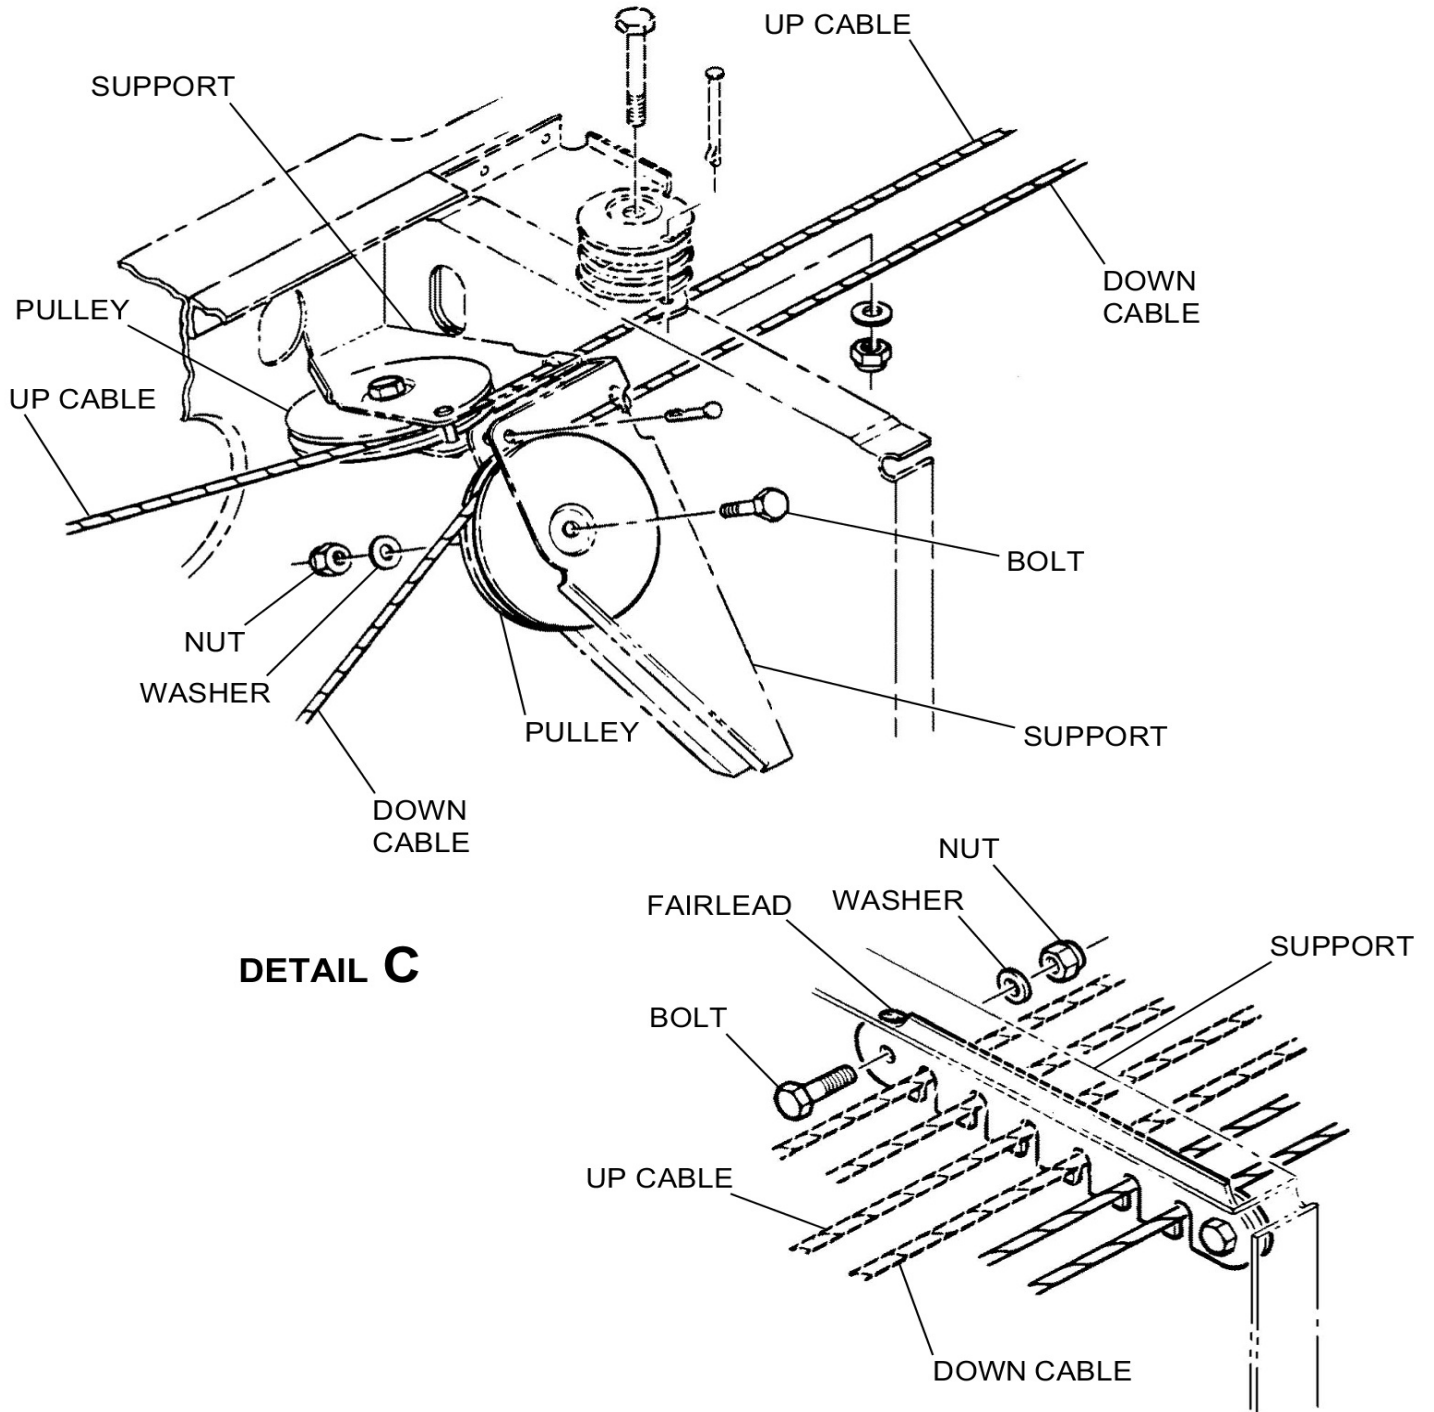 UP CABLE
SUPPORT
DOWN
CABLE
PULLEY
UP CABLE
BOLT
NUT
WASHER
PULLEY
SUPPORT
DOWN
CABLE
NUT
FAIRLEAD
WASHER
SUPPORT
DETAIL C
BOLT
UP CABLE
DOWN CABLE